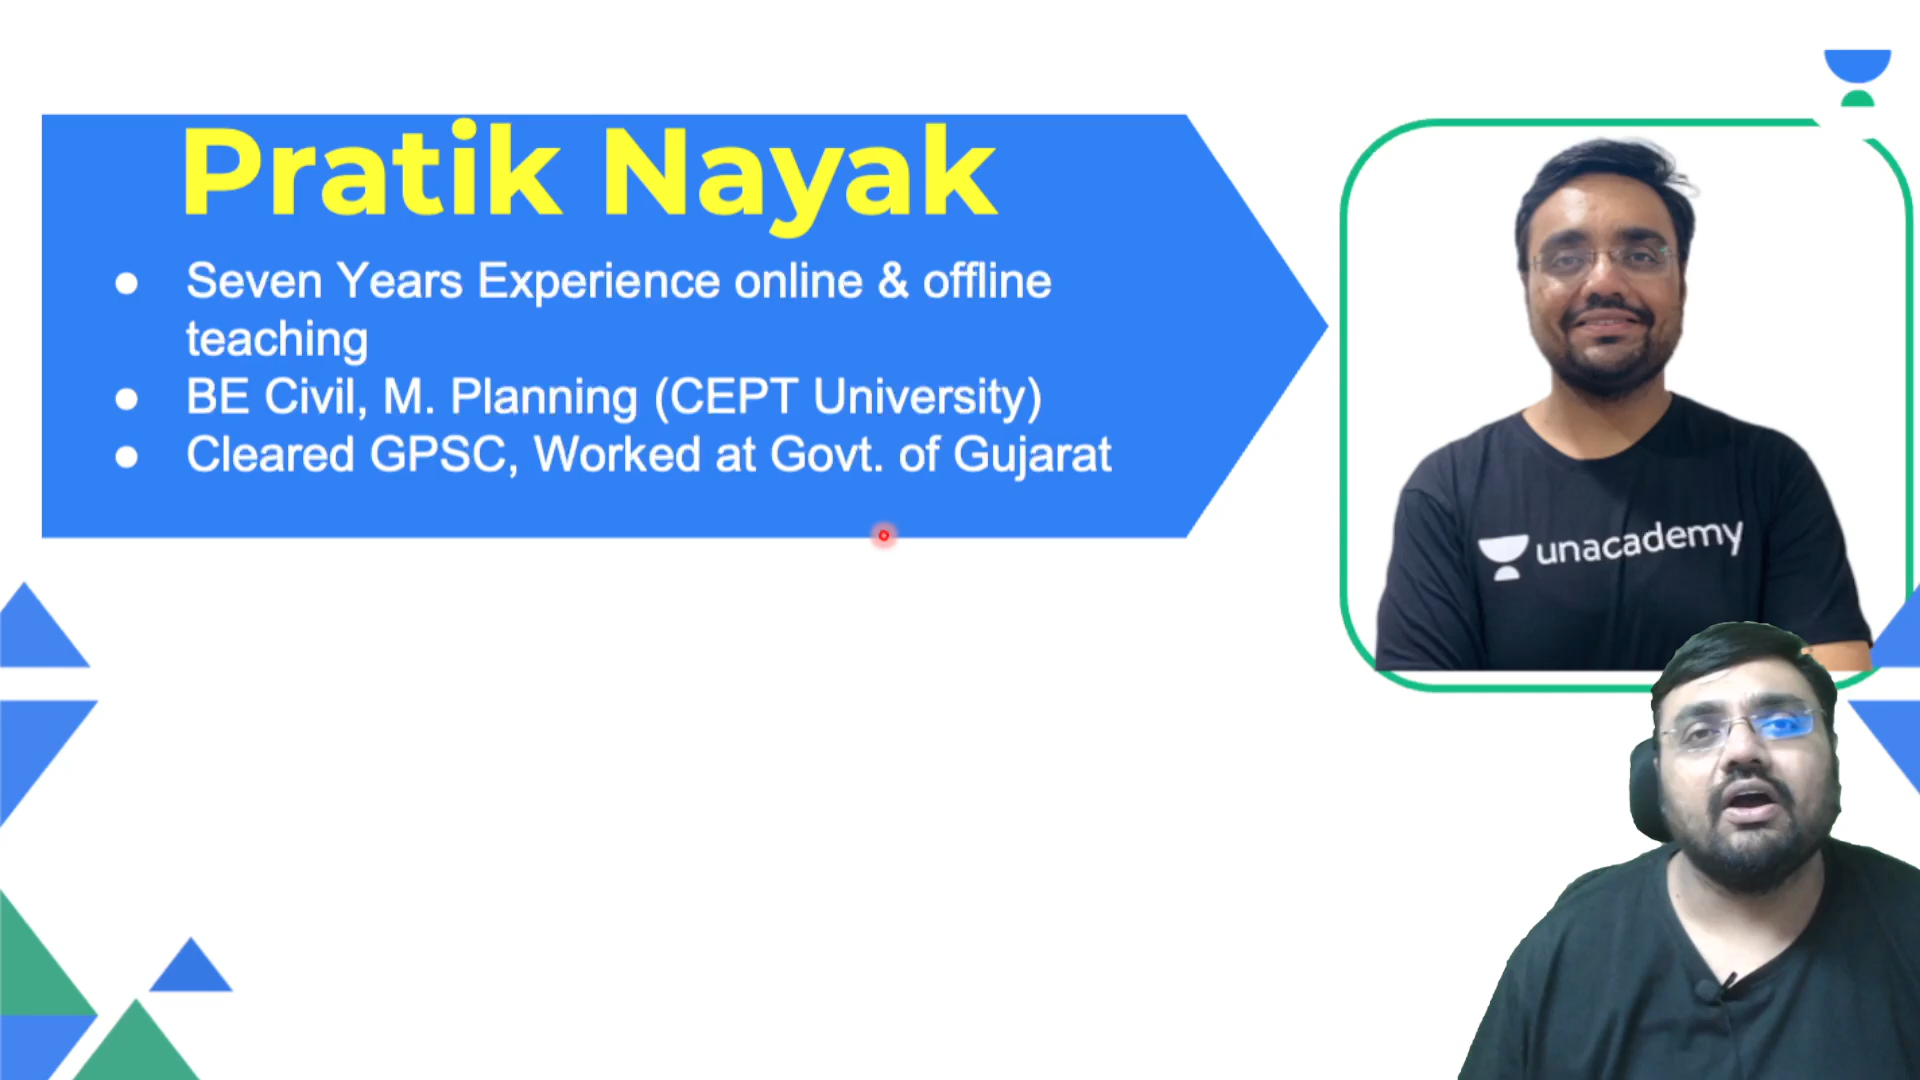 Pratik Nayak
● Seven Years Experience online & offline
teaching
● BE Civil, M. Planning (CEPT University)
● Cleared GPSC, Worked at Govt. of Gujarat
unacademy